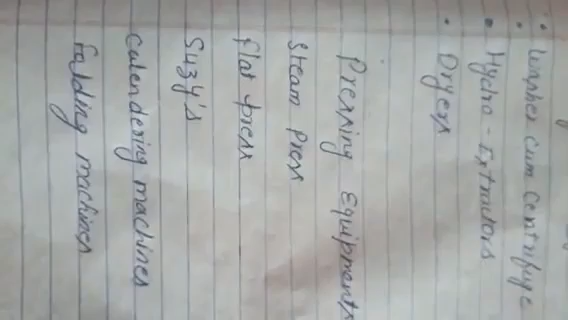 • Washer cum centrifuge
• Hydro - Extractors
• Dryers
Pressing Equipments
Steam Press
flat press
Suzy's
Calendering machines
folding machines